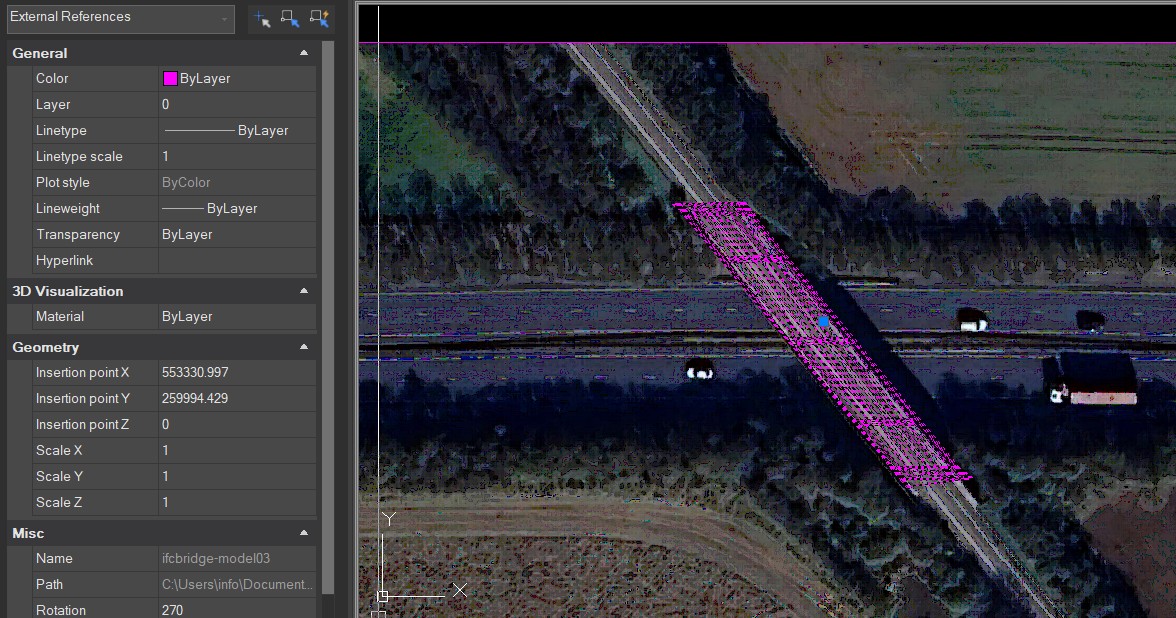 External References
General
Color ByLayer
Layer 0
Linetype ByLayer
Linetype scale 1
Plot style ByColor
Lineweight ByLayer
Transparency ByLayer
Hyperlink
3D Visualization
Material ByLayer
Geometry
Insertion point X 553330.997
Insertion point Y 259994.429
Insertion point Z 0
Scale X 1
Scale Y 1
Scale Z 1
Misc
Name ifcbridge-model03
Path C:\Users\info\Document...
Rotation 270
Y
X